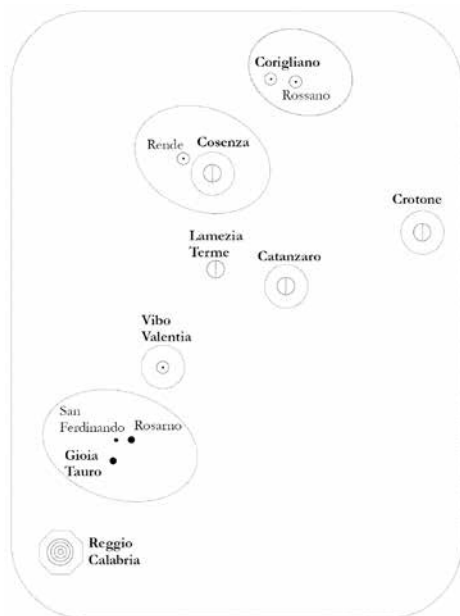 Corigliano
Rossano
Rende
Cosenza
Crotone
Lamezia
Terme
Catanzaro
Vibo
Valentia
San
Ferdinando
Rosarno
Gioia
Tauro
Reggio
Calabria